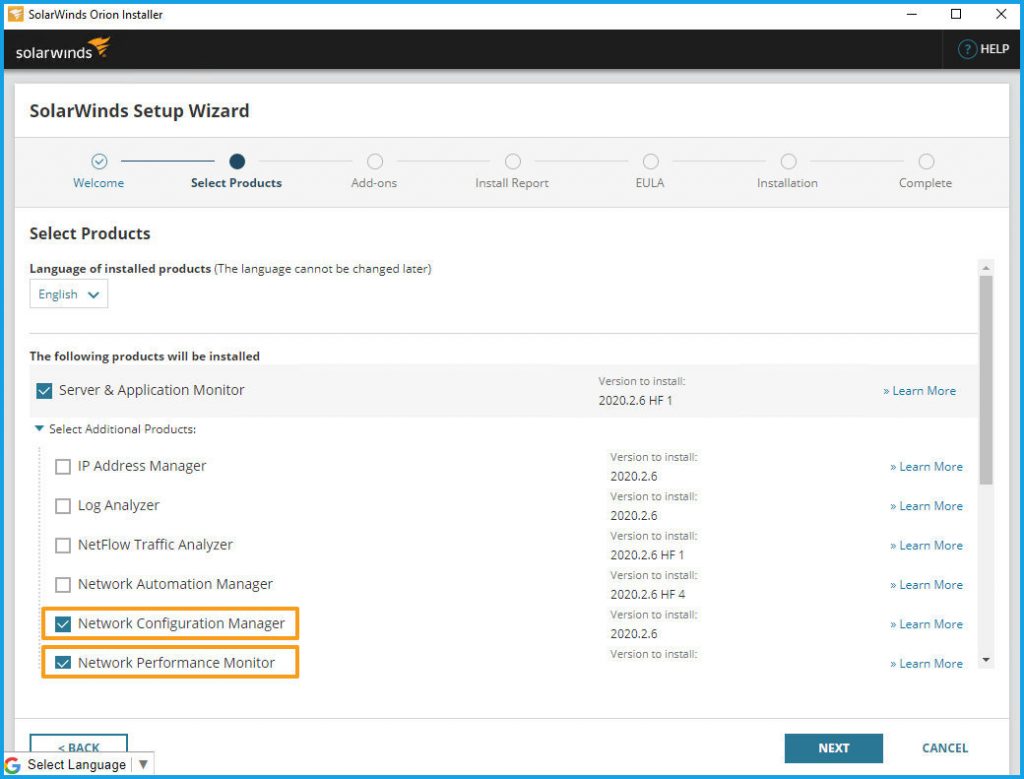 SolarWinds Orion Installer
solarwinds
? HELP
SolarWinds Setup Wizard
Welcome
Select Products
Add-ons
Install Report
EULA
Installation
Complete
Select Products
Language of installed products (The language cannot be changed later)
English
The following products will be installed
Server & Application Monitor
Version to install:
2020.2.6 HF 1
» Learn More
Select Additional Products:
IP Address Manager
Version to install:
2020.2.6
» Learn More
Log Analyzer
Version to install:
2020.2.6
» Learn More
NetFlow Traffic Analyzer
Version to install:
2020.2.6 HF 1
» Learn More
Network Automation Manager
Version to install:
2020.2.6 HF 4
» Learn More
Network Configuration Manager
Version to install:
2020.2.6
» Learn More
Network Performance Monitor
Version to install:
» Learn More
< BACK
NEXT
CANCEL
G Select Language ▼